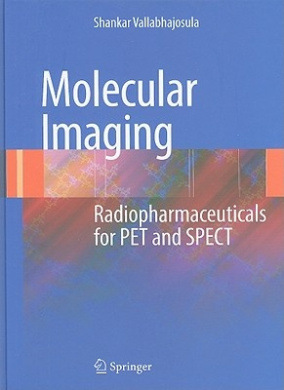 Shankar Vallabhajosula
Molecular
Imaging
Radiopharmaceuticals
for PET and SPECT
Springer